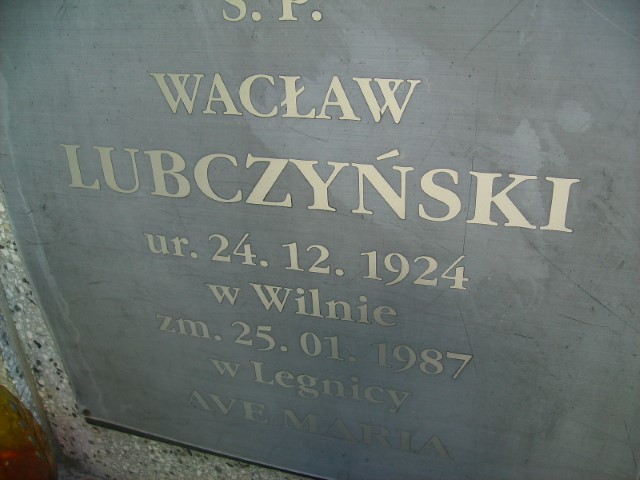 Ś. P.
WACŁAW
LUBCZYŃSKI
ur. 24. 12. 1924
w Wilnie
zm. 25. 01. 1987
w Legnicy
AVE MARIA